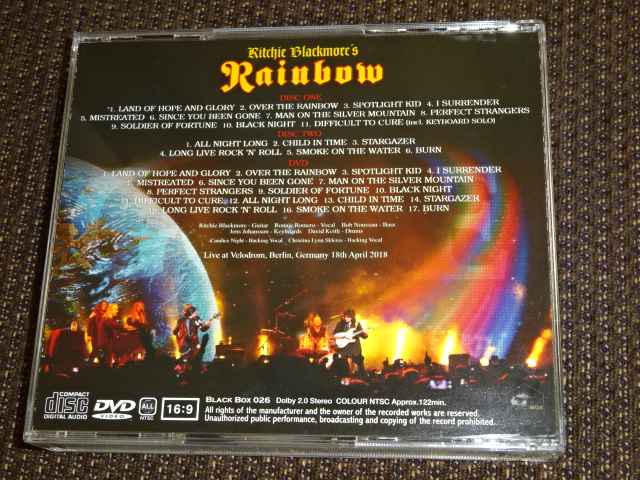 Ritchie Blackmore's
Rainbow
DISC ONE
*1. LAND OF HOPE AND GLORY 2. OVER THE RAINBOW 3. SPOTLIGHT KID 4. I SURRENDER
5. MISTREATED 6. SINCE YOU BEEN GONE 7. MAN ON THE SILVER MOUNTAIN 8. PERFECT STRANGERS
9. SOLDIER OF FORTUNE 10. BLACK NIGHT 11. DIFFICULT TO CURE (incl. KEYBOARD SOLO)
DISC TWO
1. ALL NIGHT LONG 2. CHILD IN TIME 3. STARGAZER
4. LONG LIVE ROCK 'N' ROLL 5. SMOKE ON THE WATER 6. BURN
DVD
1. LAND OF HOPE AND GLORY 2. OVER THE RAINBOW 3. SPOTLIGHT KID 4. I SURRENDER
5. MISTREATED 6. SINCE YOU BEEN GONE 7. MAN ON THE SILVER MOUNTAIN
8. PERFECT STRANGERS 9. SOLDIER OF FORTUNE 10. BLACK NIGHT
11. DIFFICULT TO CURE 12. ALL NIGHT LONG 13. CHILD IN TIME 14. STARGAZER
15. LONG LIVE ROCK 'N' ROLL 16. SMOKE ON THE WATER 17. BURN
Ritchie Blackmore - Guitar Ronnie Romero - Vocal Bob Nouveau - Bass
Jens Johansson - Keyboards David Keith - Drums
Candice Night - Backing Vocal Christina Lynn Skleros - Backing Vocal
Live at Velodrom, Berlin, Germany 18th April 2018
COMPACT
disc
DIGITAL AUDIO
DVD
VIDEO
ALL
NTSC
16:9
BLACK BOX 026 Dolby 2.0 Stereo COLOUR NTSC Approx.122min.
All rights of the manufacturer and the owner of the recorded works are reserved.
Unauthorized public performance, broadcasting and copying of the record prohibited.
BOX